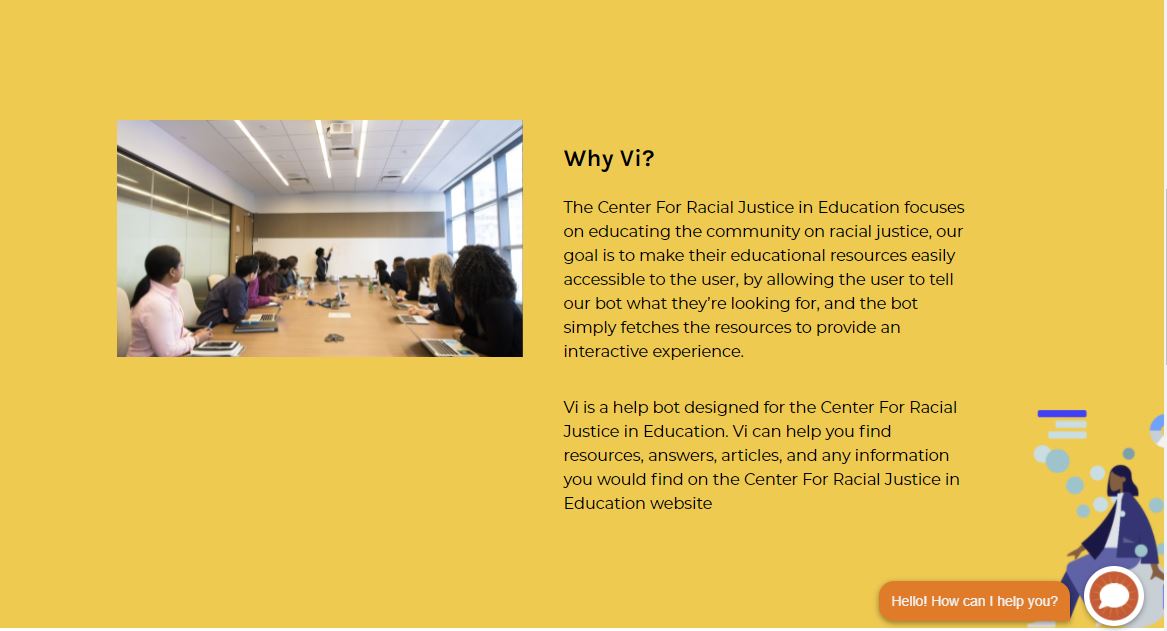 Why Vi?
The Center For Racial Justice in Education focuses
on educating the community on racial justice, our
goal is to make their educational resources easily
accessible to the user, by allowing the user to tell
our bot what they’re looking for, and the bot
simply fetches the resources to provide an
interactive experience.
Vi is a help bot designed for the Center For Racial
Justice in Education. Vi can help you find
resources, answers, articles, and any information
you would find on the Center For Racial Justice in
Education website
Hello! How can I help you?